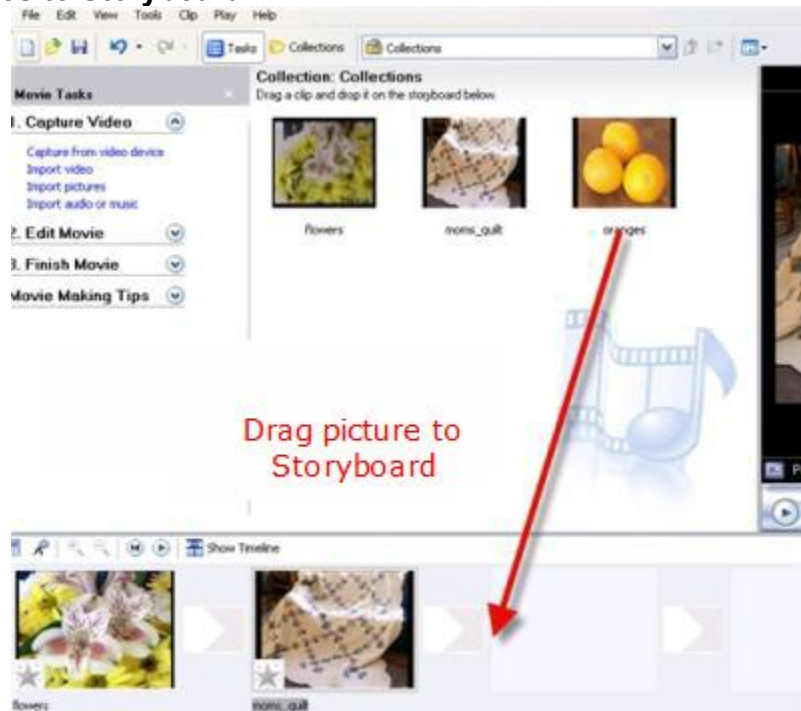 File Edit View Tools Clip Play Help
Tasks Collections Collections
Movie Tasks
Collection: Collections
Drag a clip and drop it on the storyboard below.
1. Capture Video
Capture from video device
Import video
Import pictures
Import audio or music
2. Edit Movie
3. Finish Movie
Movie Making Tips
flowers moms_quilt oranges
Drag picture to
Storyboard
Show Timeline
flowers moms_quilt